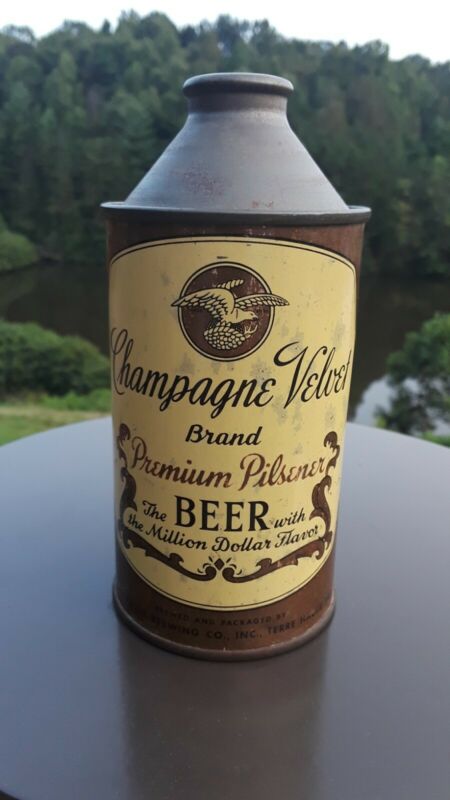 Champagne Velvet
Brand
Premium Pilsener
The BEER with
the Million Dollar Flavor
BREWED AND PACKAGED BY
BREWING CO., INC., TERRE